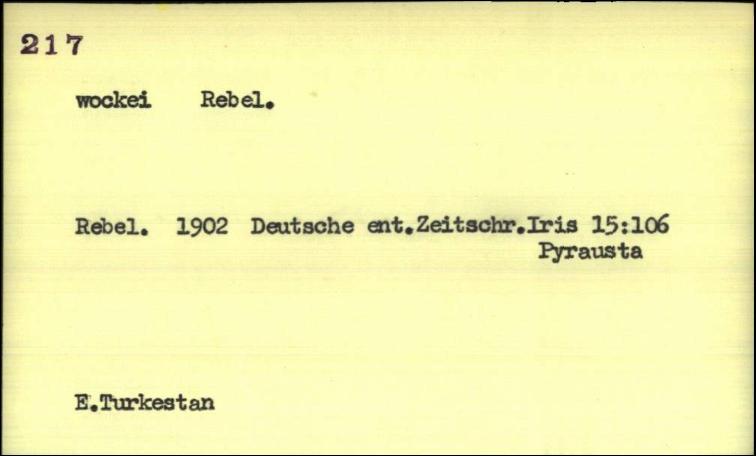 217
wockei Rebel.
Rebel. 1902 Deutsche ent.Zeitschr.Iris 15:106
Pyrausta
E.Turkestan